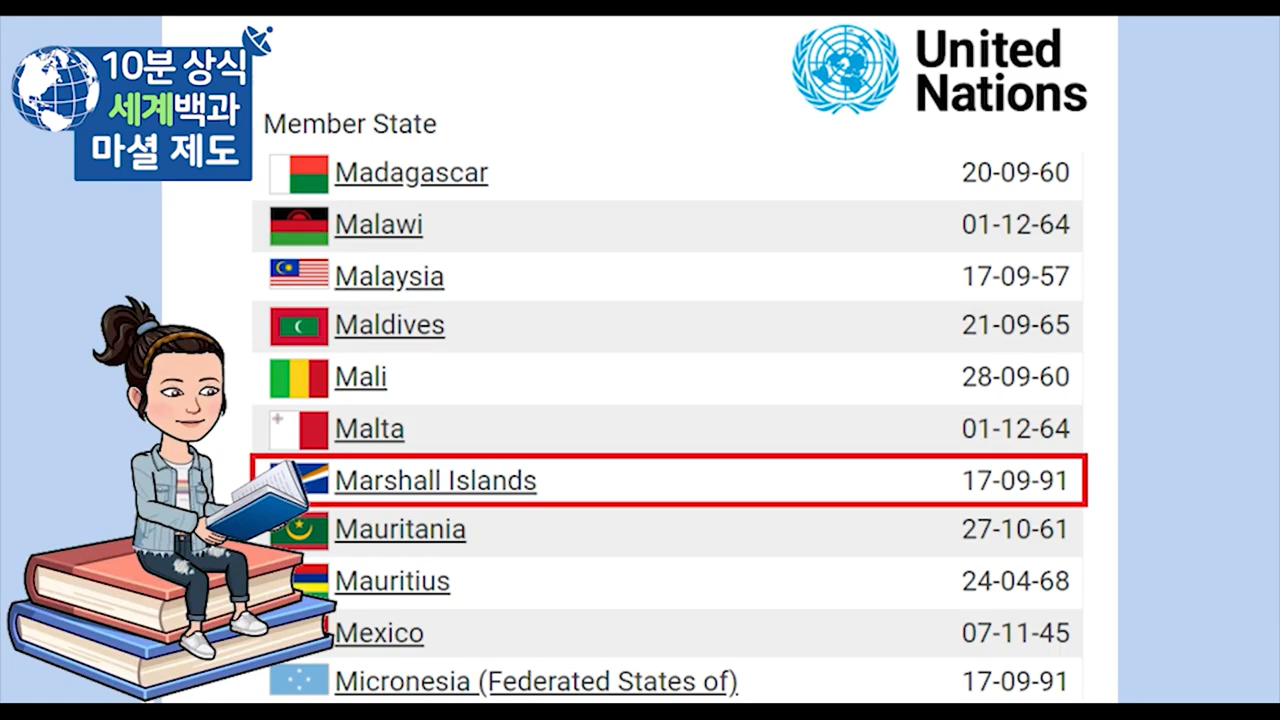 10분 상식
세계백과
마셜 제도
United
Nations
Member State
Madagascar 20-09-60
Malawi 01-12-64
Malaysia 17-09-57
Maldives 21-09-65
Mali 28-09-60
Malta 01-12-64
Marshall Islands 17-09-91
Mauritania 27-10-61
Mauritius 24-04-68
Mexico 07-11-45
Micronesia (Federated States of) 17-09-91